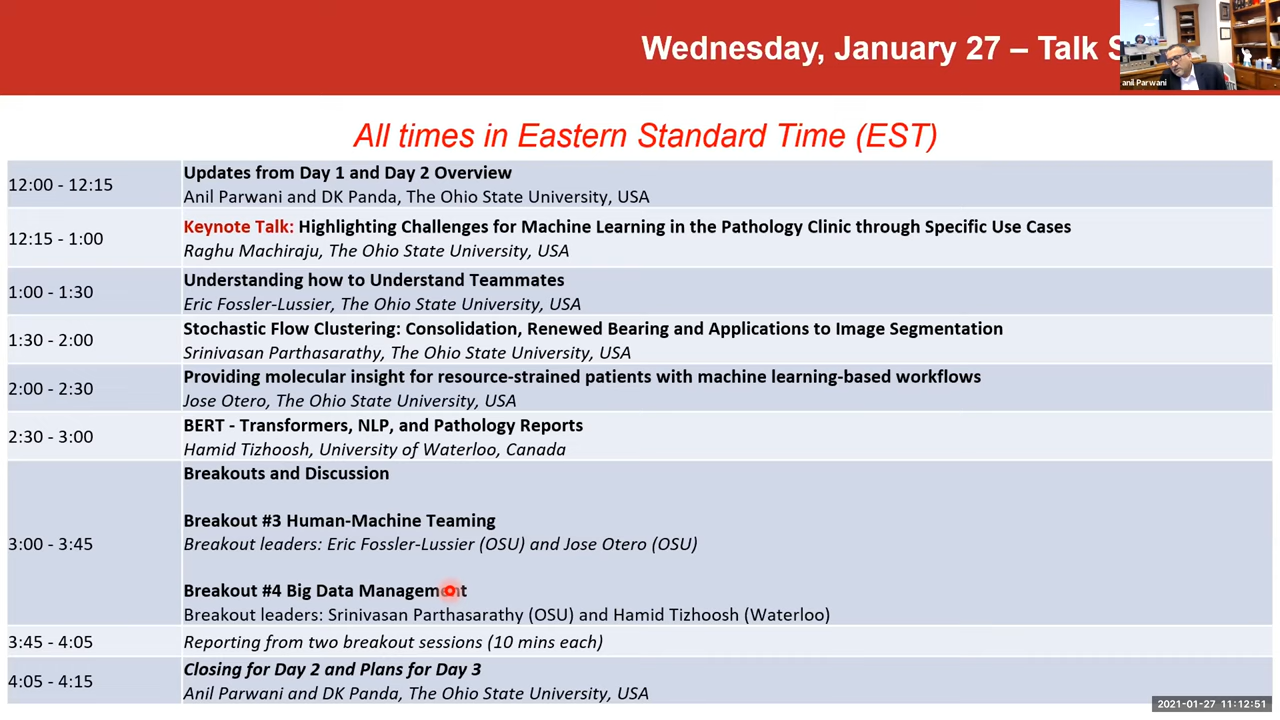 Wednesday, January 27 – Talk S
anil Parwani
All times in Eastern Standard Time (EST)
12:00 - 12:15
Updates from Day 1 and Day 2 Overview
Anil Parwani and DK Panda, The Ohio State University, USA
12:15 - 1:00
Keynote Talk: Highlighting Challenges for Machine Learning in the Pathology Clinic through Specific Use Cases
Raghu Machiraju, The Ohio State University, USA
1:00 - 1:30
Understanding how to Understand Teammates
Eric Fossler-Lussier, The Ohio State University, USA
1:30 - 2:00
Stochastic Flow Clustering: Consolidation, Renewed Bearing and Applications to Image Segmentation
Srinivasan Parthasarathy, The Ohio State University, USA
2:00 - 2:30
Providing molecular insight for resource-strained patients with machine learning-based workflows
Jose Otero, The Ohio State University, USA
2:30 - 3:00
BERT - Transformers, NLP, and Pathology Reports
Hamid Tizhoosh, University of Waterloo, Canada
3:00 - 3:45
Breakouts and Discussion
Breakout #3 Human-Machine Teaming
Breakout leaders: Eric Fossler-Lussier (OSU) and Jose Otero (OSU)
Breakout #4 Big Data Management
Breakout leaders: Srinivasan Parthasarathy (OSU) and Hamid Tizhoosh (Waterloo)
3:45 - 4:05
Reporting from two breakout sessions (10 mins each)
4:05 - 4:15
Closing for Day 2 and Plans for Day 3
Anil Parwani and DK Panda, The Ohio State University, USA
2021-01-27 11:12:51